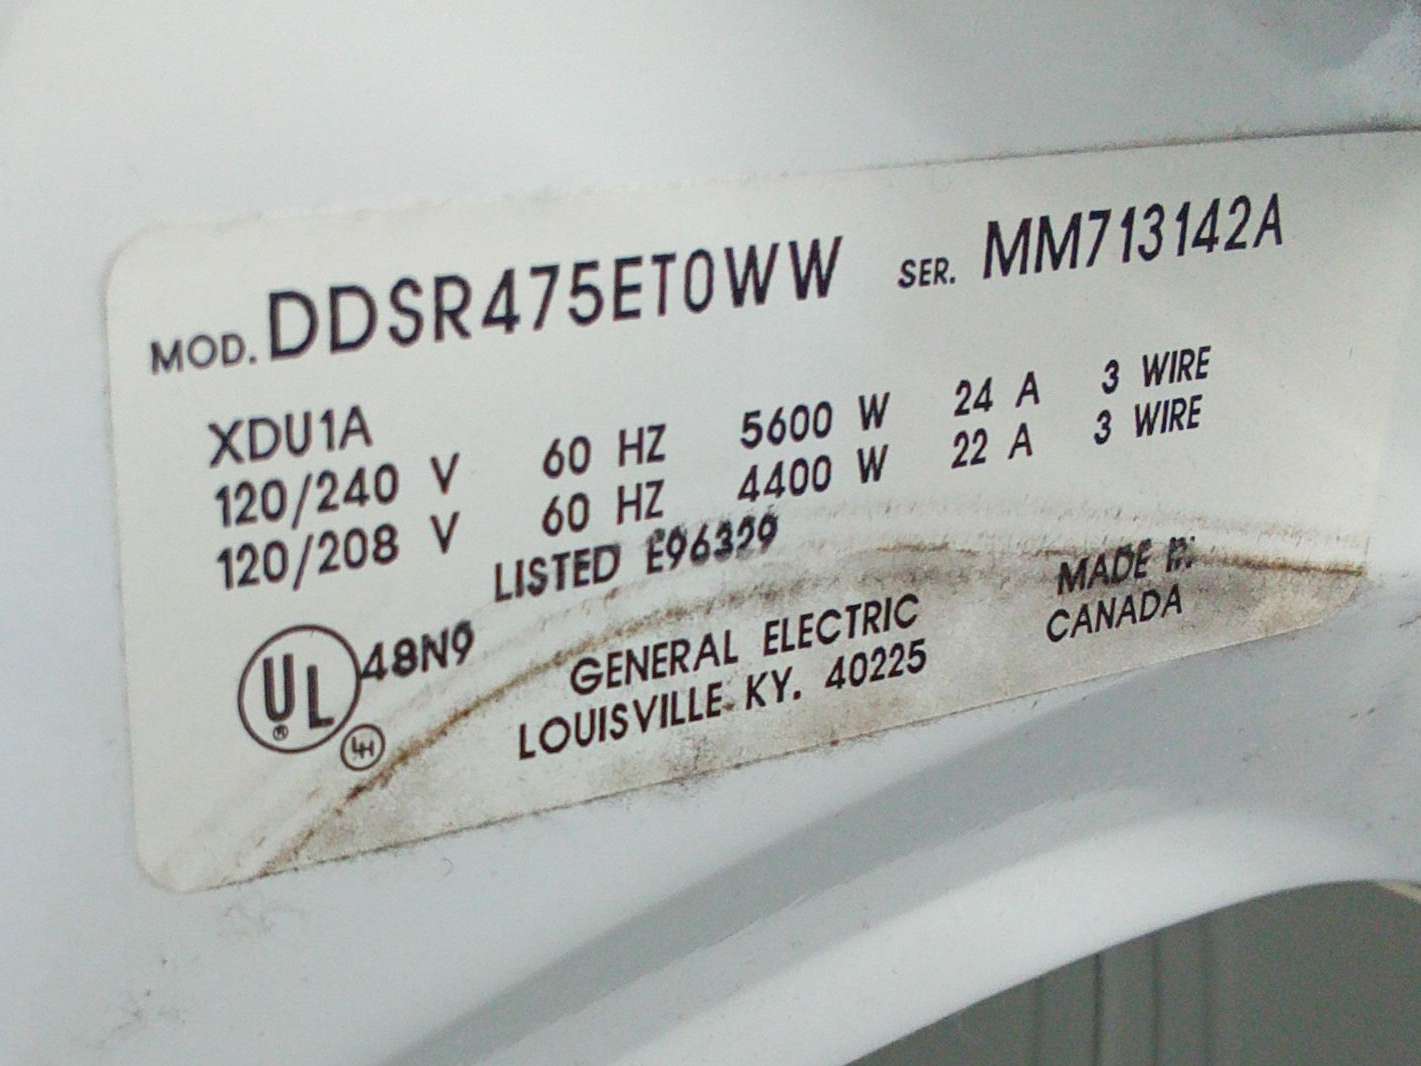 MOD. DDSR475ET0WW SER. MM713142A
XDU1A
120/240 V 60 HZ 5600 W 24 A 3 WIRE
120/208 V 60 HZ 4400 W 22 A 3 WIRE
LISTED E96329
UL® 48N9
LH
GENERAL ELECTRIC
LOUISVILLE KY. 40225
MADE IN
CANADA